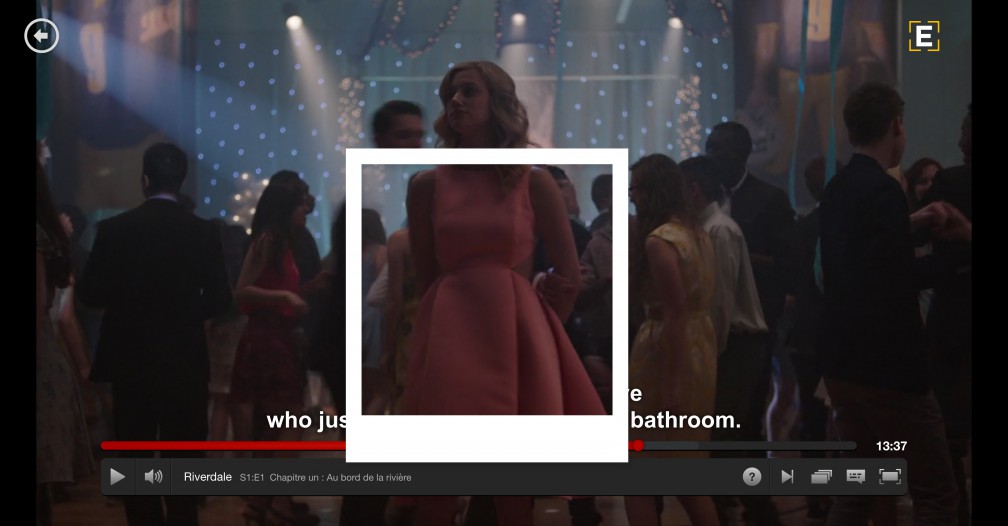 E
who jus bathroom.
13:37
Riverdale S1:E1 Chapitre un : Au bord de la rivière
?